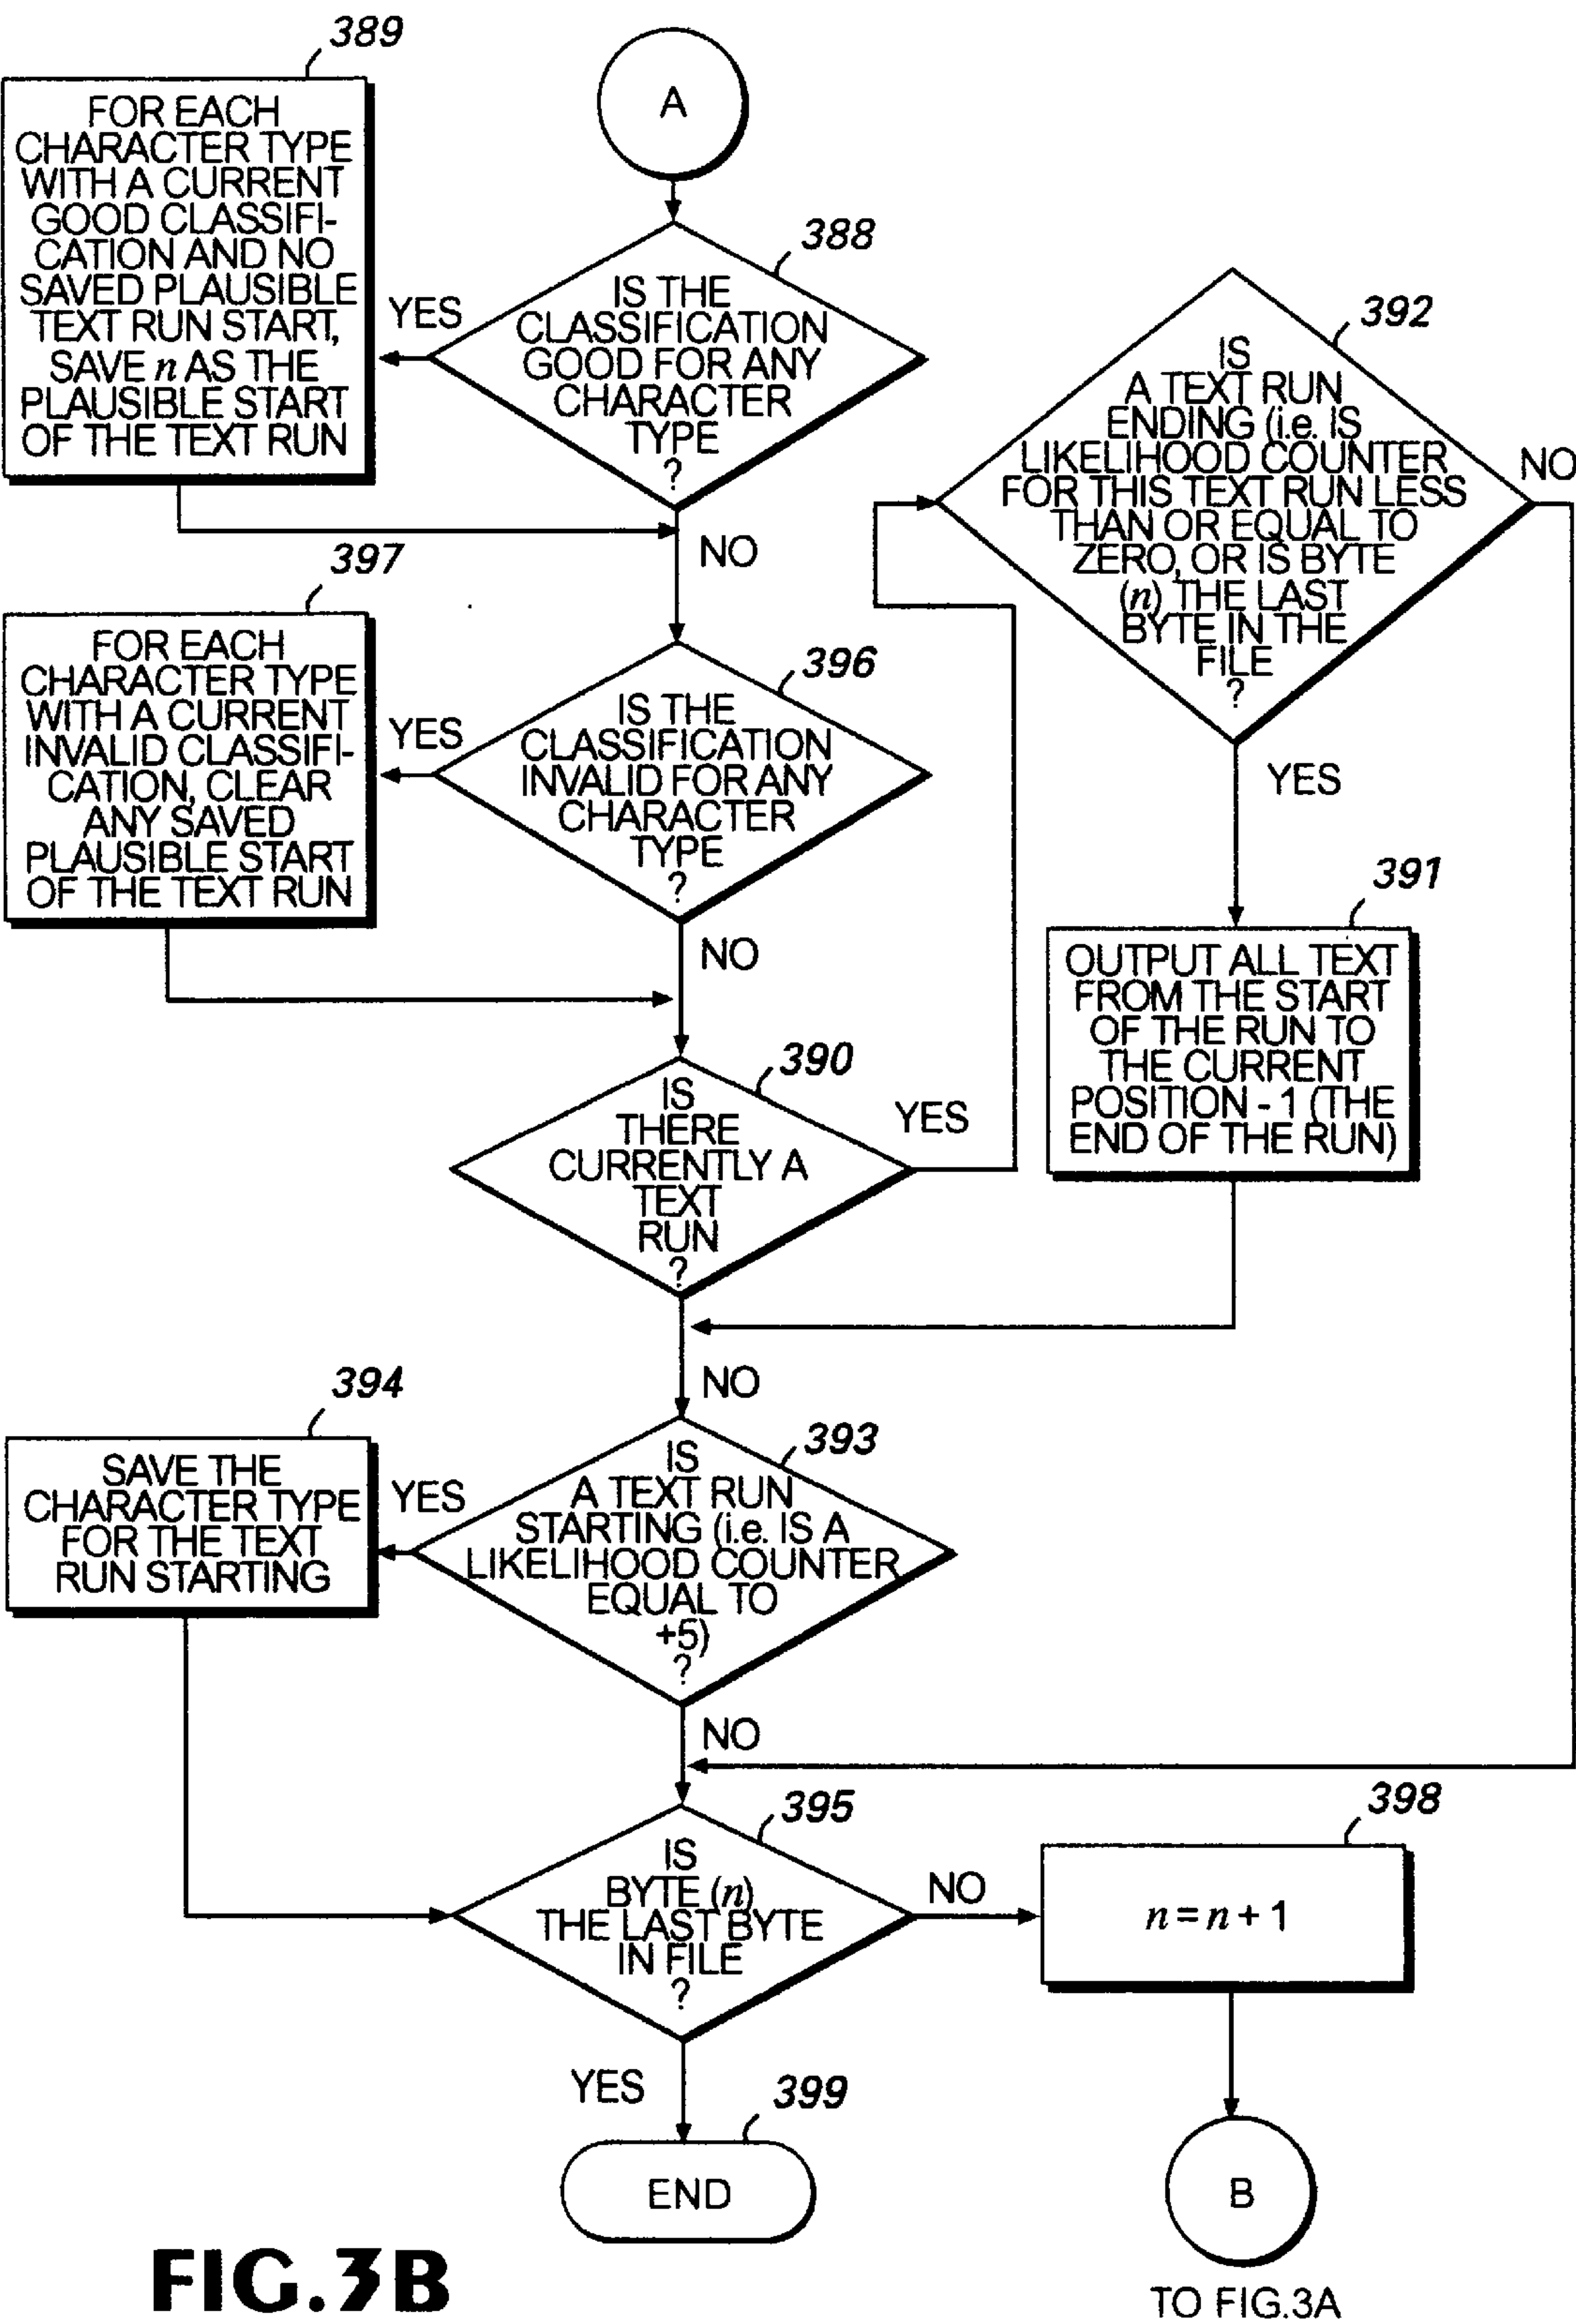 389
FOR EACH
CHARACTER TYPE
WITH A CURRENT
GOOD CLASSIFI-
CATION AND NO
SAVED PLAUSIBLE
TEXT RUN START,
SAVE n AS THE
PLAUSIBLE START
OF THE TEXT RUN
A
388
IS THE
CLASSIFICATION
GOOD FOR ANY
CHARACTER
TYPE
?
YES
NO
392
IS
A TEXT RUN
ENDING (i.e. IS
LIKELIHOOD COUNTER
FOR THIS TEXT RUN LESS
THAN OR EQUAL TO
ZERO, OR IS BYTE
(n) THE LAST
BYTE IN THE
FILE
?
NO
YES
397
FOR EACH
CHARACTER TYPE
WITH A CURRENT
INVALID CLASSIFI-
CATION, CLEAR
ANY SAVED
PLAUSIBLE START
OF THE TEXT RUN
396
IS THE
CLASSIFICATION
INVALID FOR ANY
CHARACTER
TYPE
?
YES
NO
391
OUTPUT ALL TEXT
FROM THE START
OF THE RUN TO
THE CURRENT
POSITION - 1 (THE
END OF THE RUN)
390
IS
THERE
CURRENTLY A
TEXT
RUN
?
YES
NO
394
SAVE THE
CHARACTER TYPE
FOR THE TEXT
RUN STARTING
393
IS
A TEXT RUN
STARTING (i.e. IS A
LIKELIHOOD COUNTER
EQUAL TO
+5)
?
YES
NO
395
IS
BYTE (n)
THE LAST BYTE
IN FILE
?
NO
YES
398
n = n + 1
399
END
B
TO FIG.3A
FIG.3B